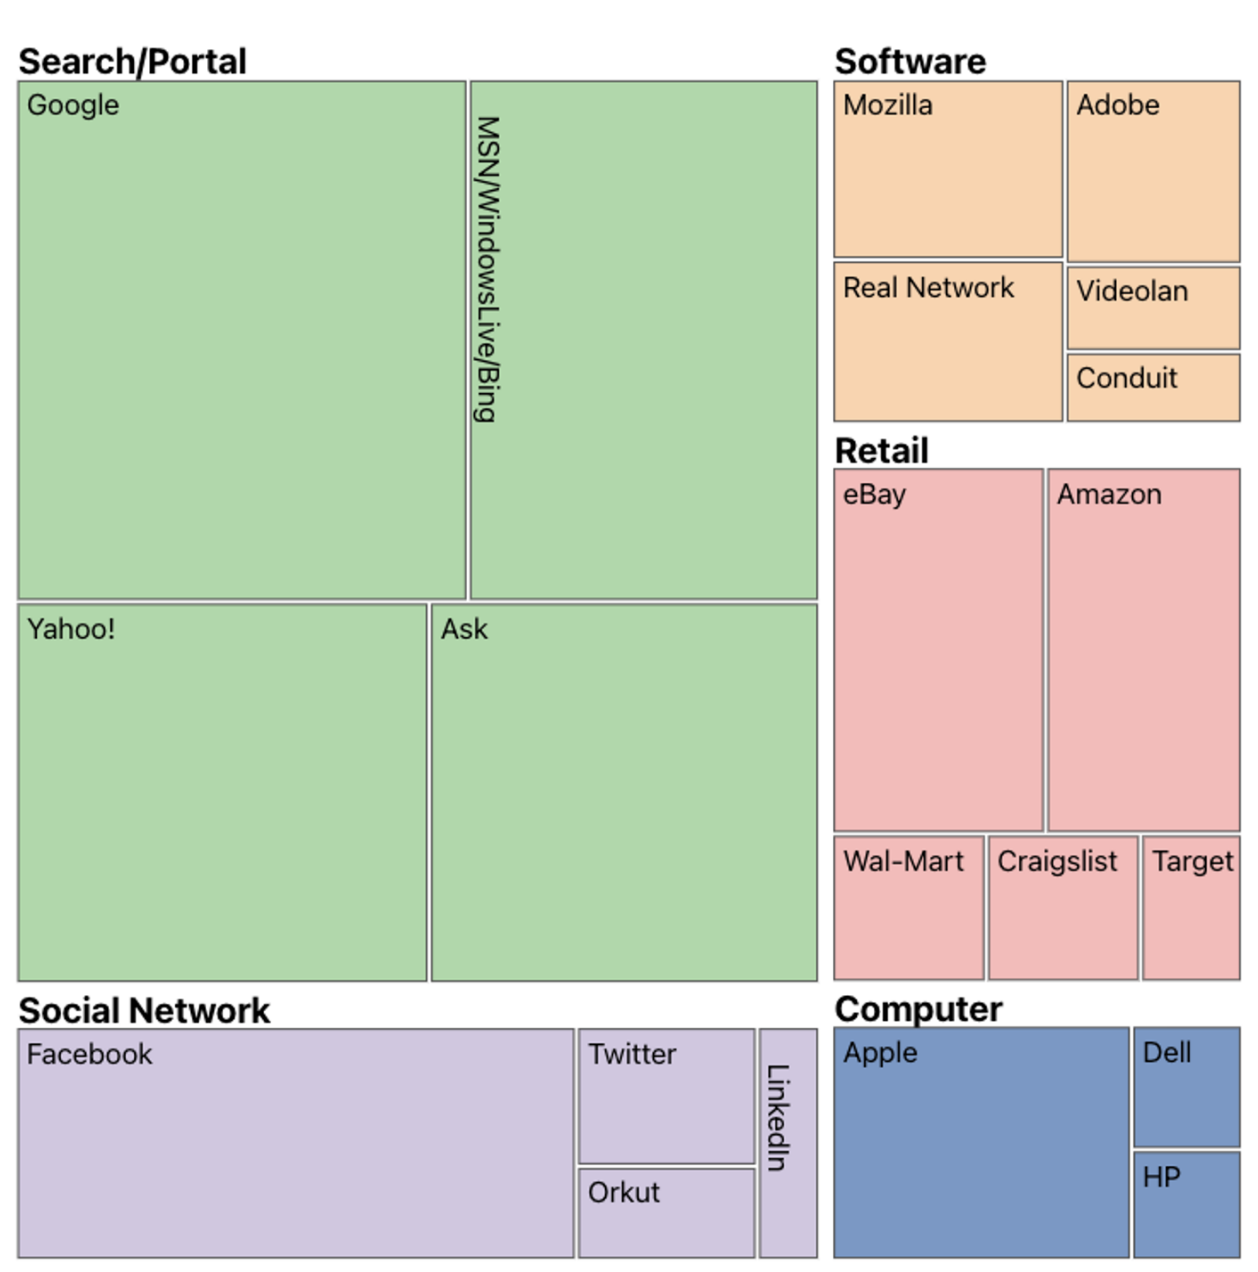 Search/Portal
Google
MSN/WindowsLive/Bing
Yahoo!
Ask
Social Network
Facebook
Twitter
Orkut
LinkedIn
Software
Mozilla
Adobe
Real Network
Videolan
Conduit
Retail
eBay
Amazon
Wal-Mart
Craigslist
Target
Computer
Apple
Dell
HP